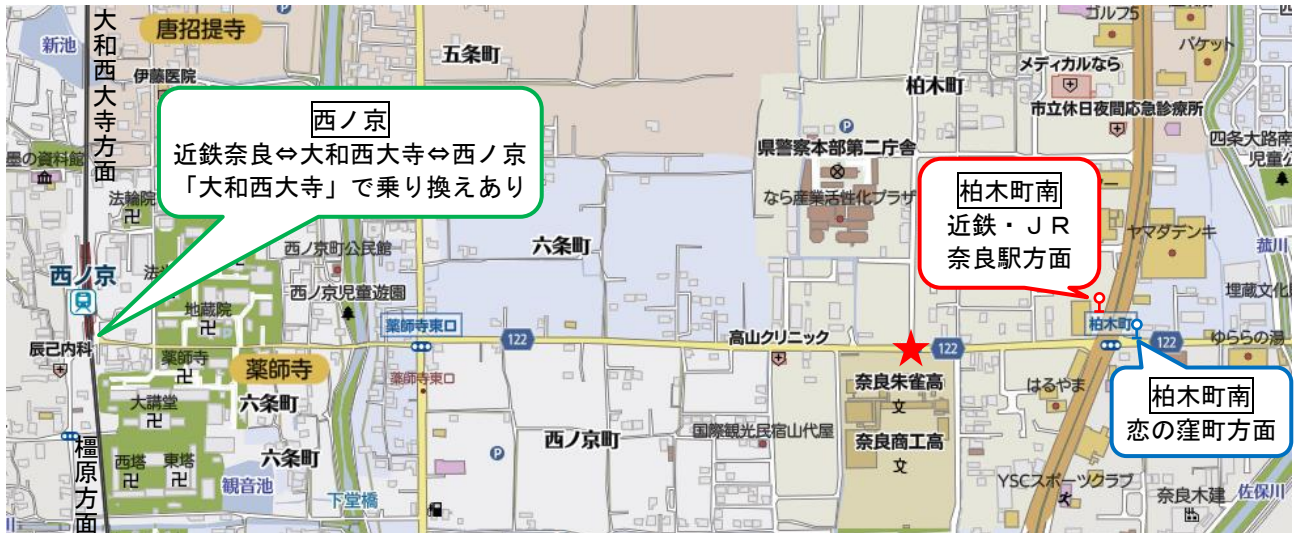 大和西大寺方面
新池
唐招提寺
伊藤医院
五条町
柏木町
ゴルフ5
パケット
メディカルなら
市立休日夜間応急診療所
四条大路南
児童公
西ノ京
近鉄奈良⇔大和西大寺⇔西ノ京
「大和西大寺」で乗り換えあり
墨の資料館
法輪院
県警察本部第二庁舎
なら産業活性化プラザ
柏木町南
近鉄・ＪＲ
奈良駅方面
ヤマダデンキ
菰川
西ノ京町公民館
六条町
西ノ京
地蔵院
西ノ京児童遊園
埋蔵文化
薬師寺東口
122
高山クリニック
122
柏木町
122
ゆららの湯
辰己内科
薬師寺
薬師寺
薬師寺東口
奈良朱雀高
はるやま
柏木町南
恋の窪町方面
大講堂
六条町
西ノ京町
国際観光民宿山代屋
奈良商工高
橿原方面
西塔
東塔
六条町
観音池
下堂橋
YSCスポーツクラブ
奈良木建
佐保川
川